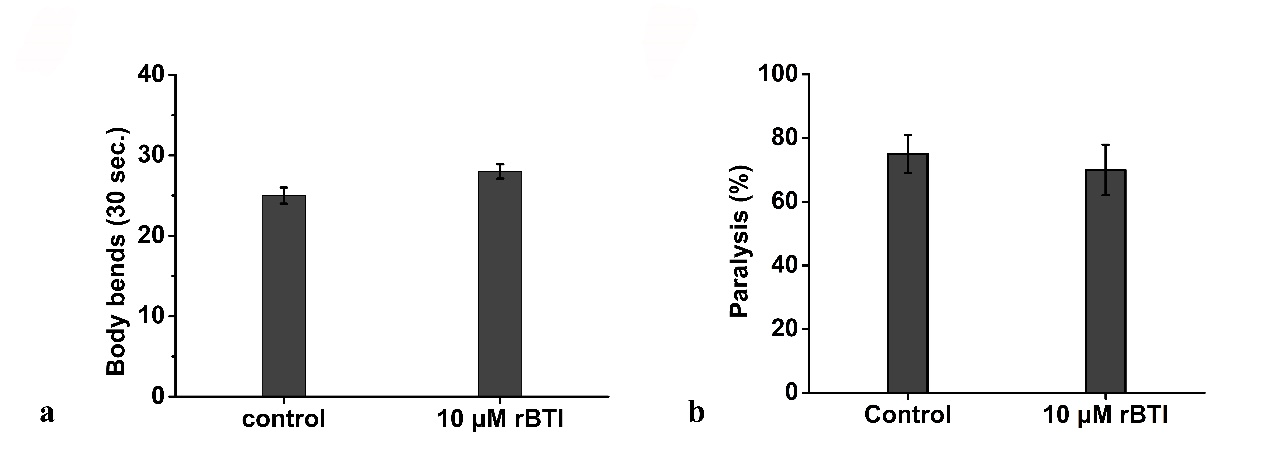 40
30
20
10
0
Body bends (30 sec.)
control
10 µM rBTI
a
100
80
60
40
20
0
Paralysis (%)
Control
10 µM rBTI
b